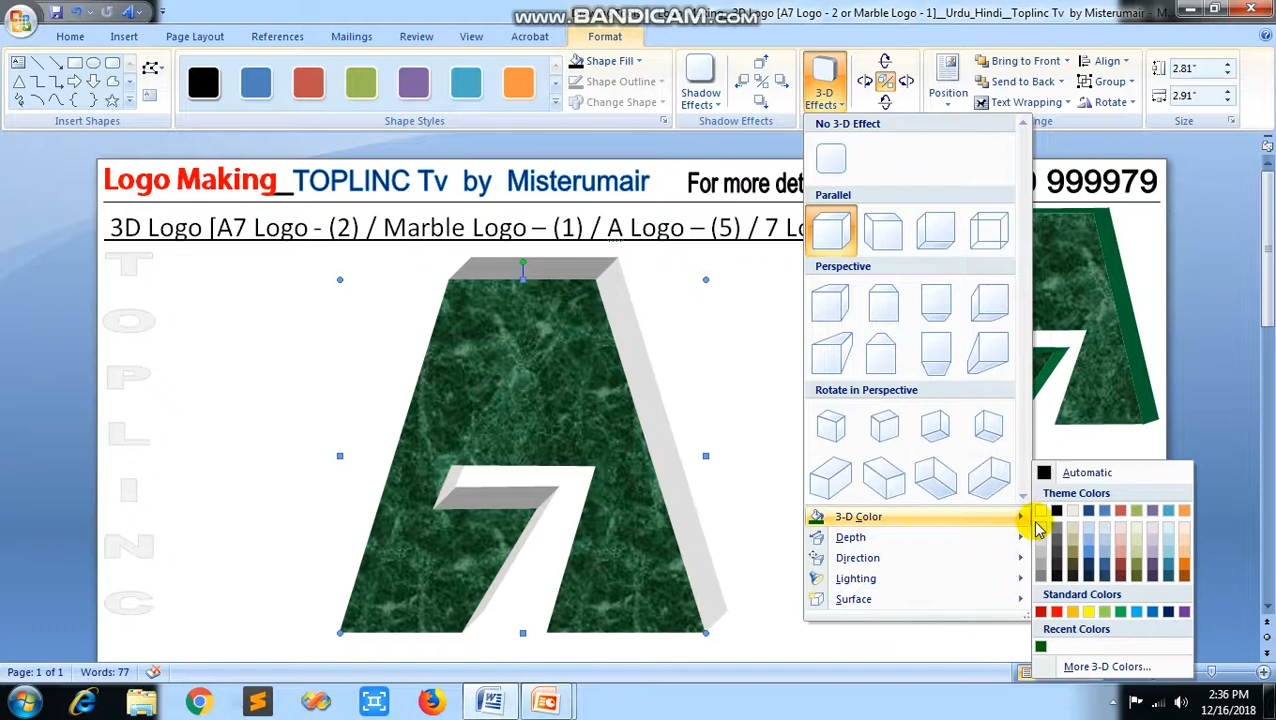 www.BANDICAM.com
Logo [A7 Logo - 2 or Marble Logo - 1]__Urdu_Hindi__Toplinc Tv by Misterumair - M
Home Insert Page Layout References Mailings Review View Acrobat Format
Shape Fill
Shape Outline
Change Shape
Shadow Effects
3-D Effects
Position
Bring to Front
Send to Back
Text Wrapping
Align
Group
Rotate
2.81"
2.91"
Insert Shapes Shape Styles Shadow Effects Size
No 3-D Effect
Parallel
Perspective
Rotate in Perspective
3-D Color
Depth
Direction
Lighting
Surface
Automatic
Theme Colors
Standard Colors
Recent Colors
More 3-D Colors...
Logo Making_TOPLINC Tv by Misterumair For more det 999979
3D Logo [A7 Logo - (2) / Marble Logo – (1) / A Logo – (5) / 7 Lo
T
O
P
L
I
N
C
A
7
Page: 1 of 1 Words: 77
2:36 PM
12/16/2018